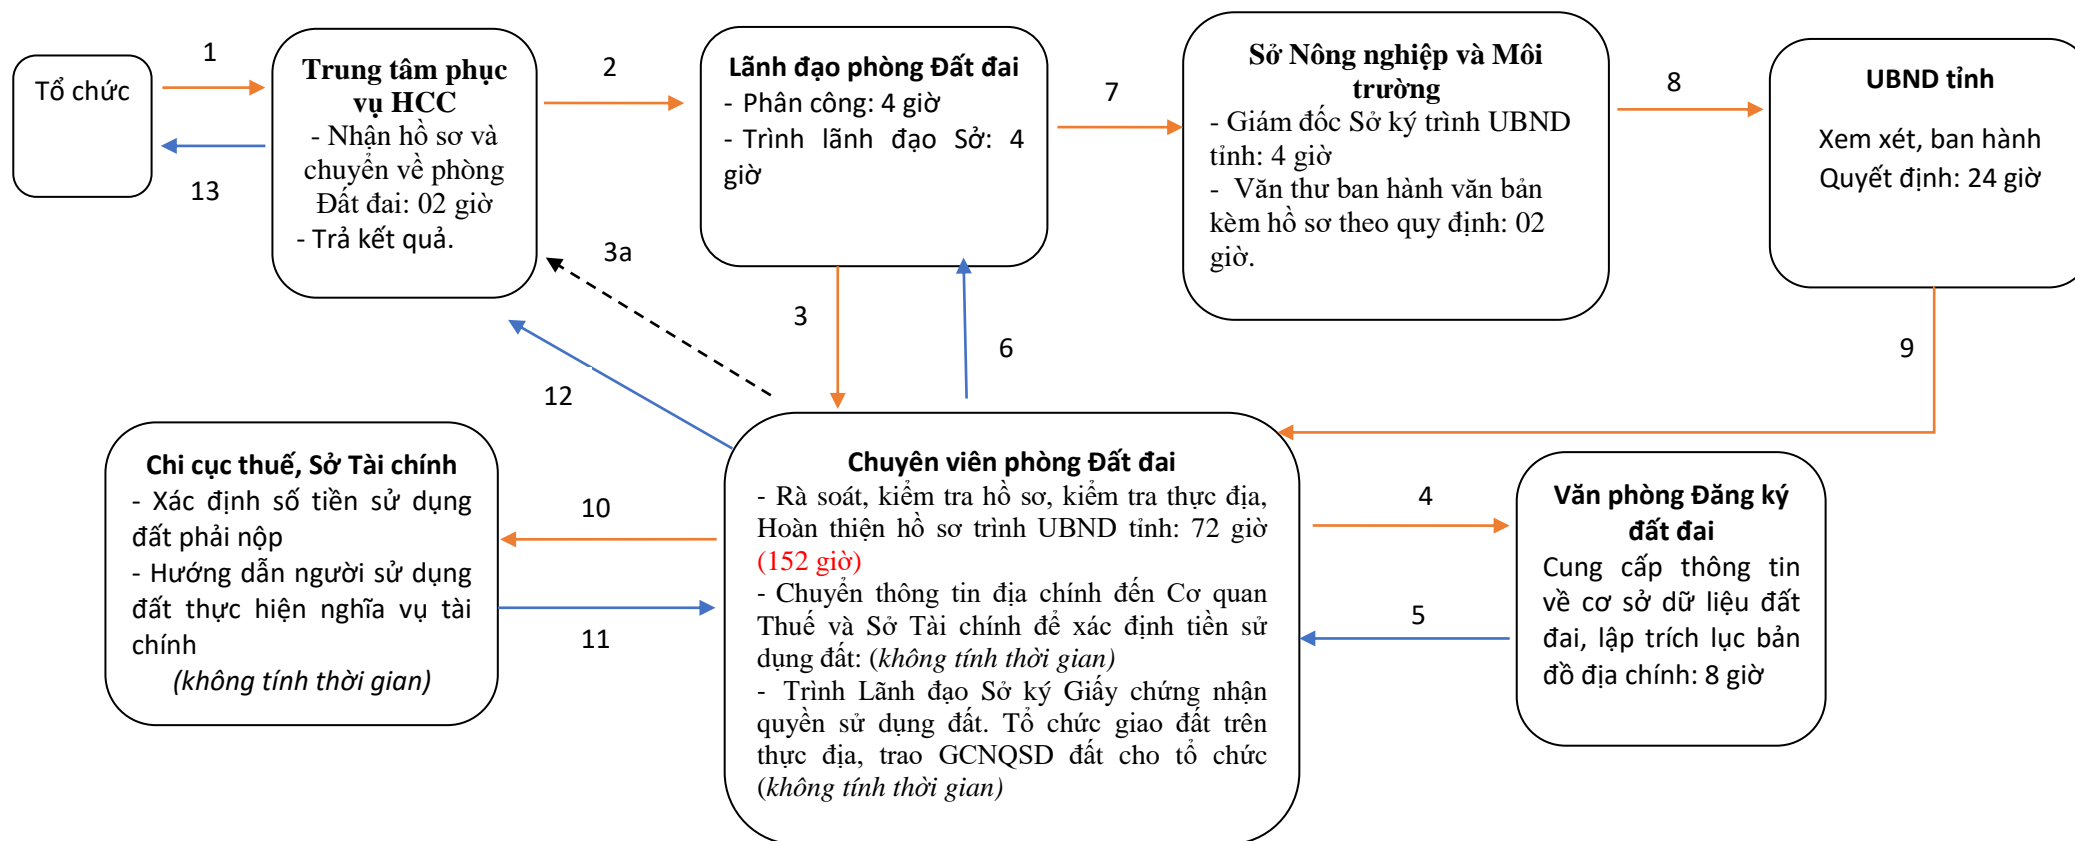 Tổ chức
1
13
Trung tâm phục
vụ HCC
- Nhận hồ sơ và
chuyển về phòng
Đất đai: 02 giờ
- Trả kết quả.
2
Lãnh đạo phòng Đất đai
- Phân công: 4 giờ
- Trình lãnh đạo Sở: 4
giờ
7
Sở Nông nghiệp và Môi
trường
- Giám đốc Sở ký trình UBND
tỉnh: 4 giờ
- Văn thư ban hành văn bản
kèm hồ sơ theo quy định: 02
giờ.
8
UBND tỉnh
Xem xét, ban hành
Quyết định: 24 giờ
3a
3
6
9
12
Chi cục thuế, Sở Tài chính
- Xác định số tiền sử dụng
đất phải nộp
- Hướng dẫn người sử dụng
đất thực hiện nghĩa vụ tài
chính
(không tính thời gian)
10
11
Chuyên viên phòng Đất đai
- Rà soát, kiểm tra hồ sơ, kiểm tra thực địa,
Hoàn thiện hồ sơ trình UBND tỉnh: 72 giờ
(152 giờ)
- Chuyển thông tin địa chính đến Cơ quan
Thuế và Sở Tài chính để xác định tiền sử
dụng đất: (không tính thời gian)
- Trình Lãnh đạo Sở ký Giấy chứng nhận
quyền sử dụng đất. Tổ chức giao đất trên
thực địa, trao GCNQSD đất cho tổ chức
(không tính thời gian)
4
5
Văn phòng Đăng ký
đất đai
Cung cấp thông tin
về cơ sở dữ liệu đất
đai, lập trích lục bản
đồ địa chính: 8 giờ